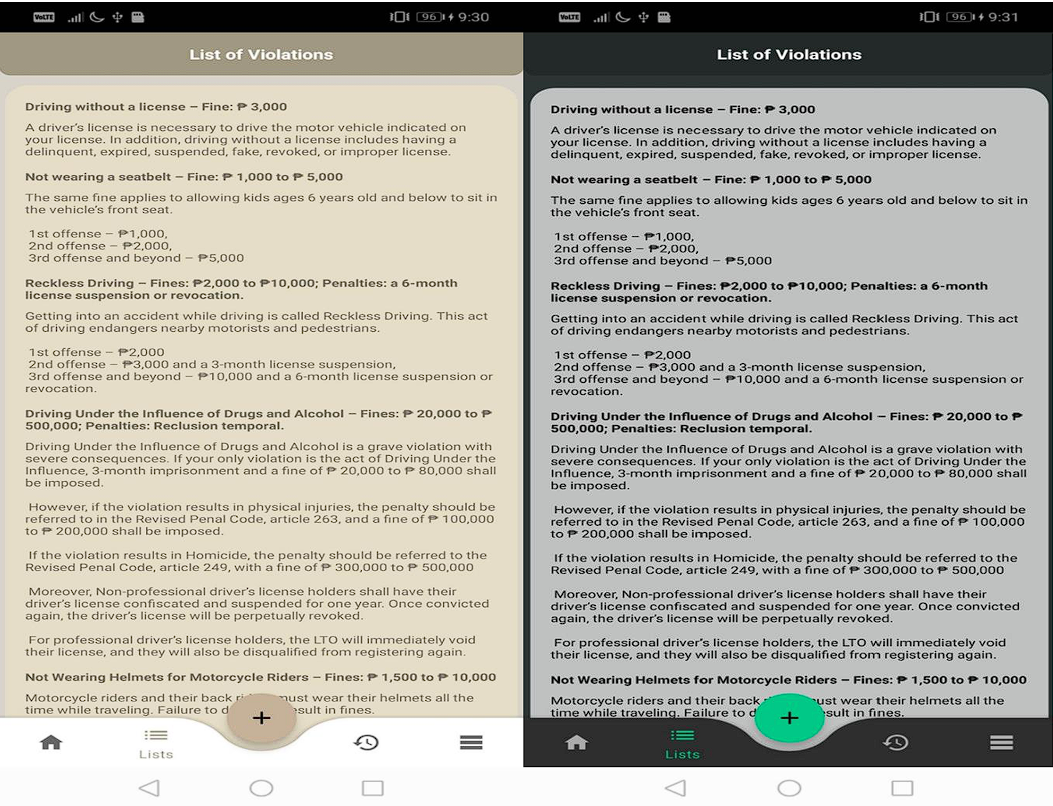 VoLTE 96 9:30
List of Violations
Driving without a license – Fine: ₱ 3,000
A driver's license is necessary to drive the motor vehicle indicated on
your license. In addition, driving without a license includes having a
delinquent, expired, suspended, fake, revoked, or improper license.
Not wearing a seatbelt – Fine: ₱ 1,000 to ₱ 5,000
The same fine applies to allowing kids ages 6 years old and below to sit in
the vehicle's front seat.
1st offense – ₱1,000,
2nd offense – ₱2,000,
3rd offense and beyond – ₱5,000
Reckless Driving – Fines: ₱2,000 to ₱10,000; Penalties: a 6-month
license suspension or revocation.
Getting into an accident while driving is called Reckless Driving. This act
of driving endangers nearby motorists and pedestrians.
1st offense – ₱2,000
2nd offense – ₱3,000 and a 3-month license suspension,
3rd offense and beyond – ₱10,000 and a 6-month license suspension or
revocation.
Driving Under the Influence of Drugs and Alcohol – Fines: ₱ 20,000 to ₱
500,000; Penalties: Reclusion temporal.
Driving Under the Influence of Drugs and Alcohol is a grave violation with
severe consequences. If your only violation is the act of Driving Under the
Influence, 3-month imprisonment and a fine of ₱ 20,000 to ₱ 80,000 shall
be imposed.
However, if the violation results in physical injuries, the penalty should be
referred to in the Revised Penal Code, article 263, and a fine of ₱ 100,000
to ₱ 200,000 shall be imposed.
If the violation results in Homicide, the penalty should be referred to the
Revised Penal Code, article 249, with a fine of ₱ 300,000 to ₱ 500,000
Moreover, Non-professional driver's license holders shall have their
driver's license confiscated and suspended for one year. Once convicted
again, the driver's license will be perpetually revoked.
For professional driver's license holders, the LTO will immediately void
their license, and they will also be disqualified from registering again.
Not Wearing Helmets for Motorcycle Riders – Fines: ₱ 1,500 to ₱ 10,000
Motorcycle riders and their back must wear their helmets all the
time while traveling. Failure to in fines.
+
Lists
VoLTE 96 9:31
List of Violations
Driving without a license – Fine: ₱ 3,000
A driver's license is necessary to drive the motor vehicle indicated on
your license. In addition, driving without a license includes having a
delinquent, expired, suspended, fake, revoked, or improper license.
Not wearing a seatbelt – Fine: ₱ 1,000 to ₱ 5,000
The same fine applies to allowing kids ages 6 years old and below to sit in
the vehicle's front seat.
1st offense – ₱1,000,
2nd offense – ₱2,000,
3rd offense and beyond – ₱5,000
Reckless Driving – Fines: ₱2,000 to ₱10,000; Penalties: a 6-month
license suspension or revocation.
Getting into an accident while driving is called Reckless Driving. This act
of driving endangers nearby motorists and pedestrians.
1st offense – ₱2,000
2nd offense – ₱3,000 and a 3-month license suspension,
3rd offense and beyond – ₱10,000 and a 6-month license suspension or
revocation.
Driving Under the Influence of Drugs and Alcohol – Fines: ₱ 20,000 to ₱
500,000; Penalties: Reclusion temporal.
Driving Under the Influence of Drugs and Alcohol is a grave violation with
severe consequences. If your only violation is the act of Driving Under the
Influence, 3-month imprisonment and a fine of ₱ 20,000 to ₱ 80,000 shall
be imposed.
However, if the violation results in physical injuries, the penalty should be
referred to in the Revised Penal Code, article 263, and a fine of ₱ 100,000
to ₱ 200,000 shall be imposed.
If the violation results in Homicide, the penalty should be referred to the
Revised Penal Code, article 249, with a fine of ₱ 300,000 to ₱ 500,000
Moreover, Non-professional driver's license holders shall have their
driver's license confiscated and suspended for one year. Once convicted
again, the driver's license will be perpetually revoked.
For professional driver's license holders, the LTO will immediately void
their license, and they will also be disqualified from registering again.
Not Wearing Helmets for Motorcycle Riders – Fines: ₱ 1,500 to ₱ 10,000
Motorcycle riders and their back must wear their helmets all the
time while traveling. Failure to in fines.
+
Lists